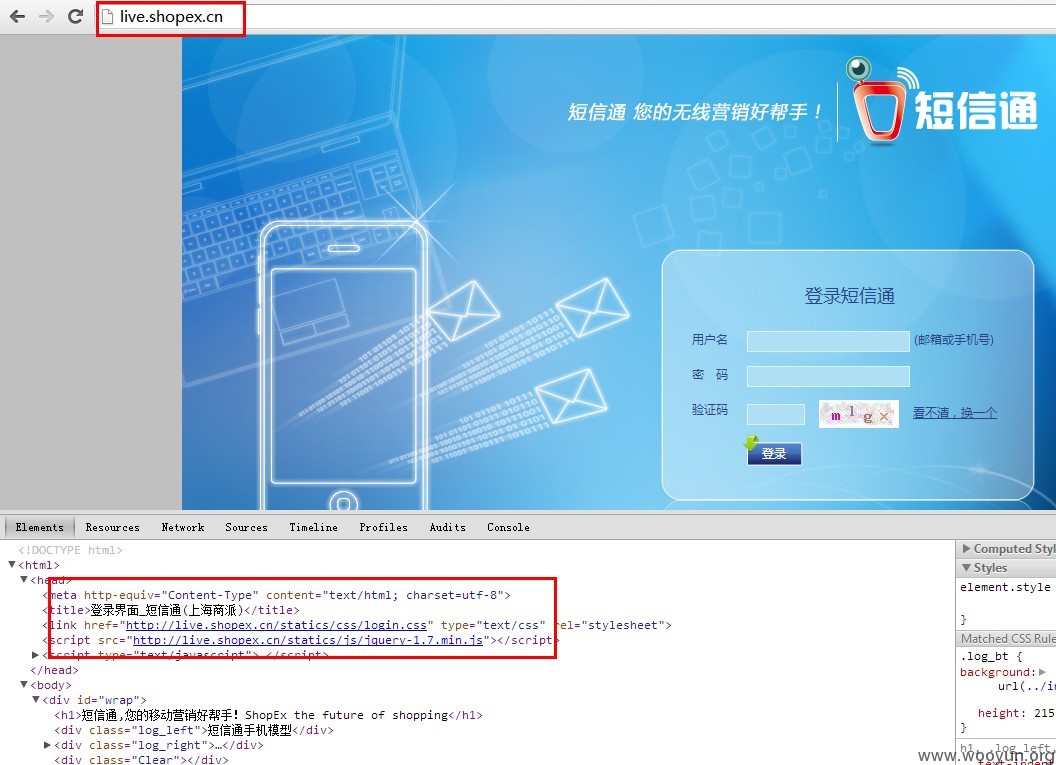 live.shopex.cn
短信通 您的无线营销好帮手！
短信通
登录短信通
用户名 (邮箱或手机号)
密 码
验证码 m l g x 看不清，换一个
登录
Elements Resources Network Sources Timeline Profiles Audits Console
<!DOCTYPE html>
▼<html>
▼<head>
<meta http-equiv="Content-Type" content="text/html; charset=utf-8">
<title>登录界面_短信通(上海商派)</title>
<link href="http://live.shopex.cn/statics/css/login.css" type="text/css" rel="stylesheet">
<script src="http://live.shopex.cn/statics/js/jquery-1.7.min.js"></script>
▶<script type="text/javascript">…</script>
</head>
▼<body>
▼<div id="wrap">
<h1>短信通,您的移动营销好帮手! ShopEx the future of shopping</h1>
<div class="log_left">短信通手机模型</div>
▶<div class="log_right">…</div>
<div class="Clear"></div>
▶ Computed Styl
▼ Styles
element.style
}
Matched CSS Rule
.log_bt {
background:▶
url(../i
height: 215
}
h1, .log_left,
text-indent
www.wooyun.org